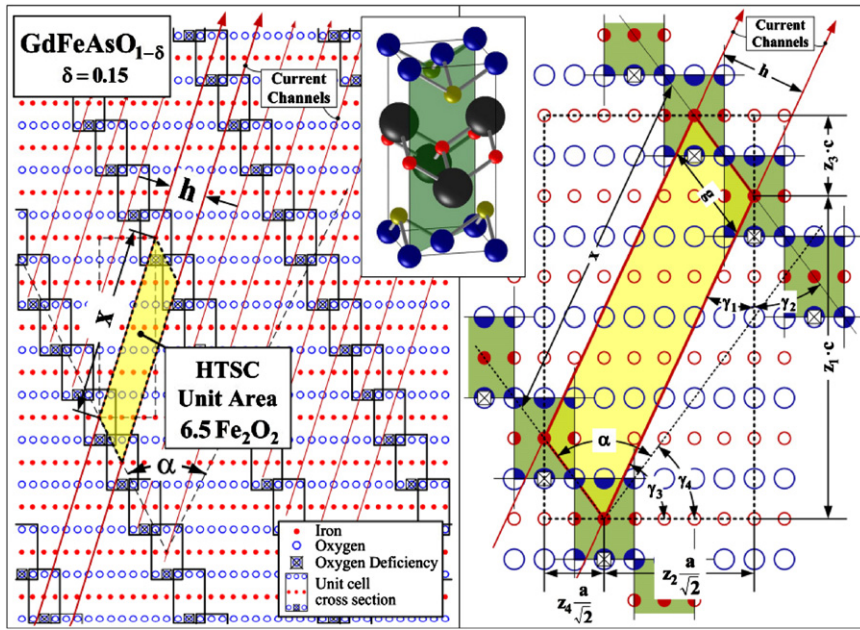 GdFeAsO1−δ
δ = 0.15
Current
Channels
h
x
HTSC
Unit Area
6.5 Fe2O2
α
Iron
Oxygen
Oxygen Deficiency
Unit cell
cross section
Current
Channels
h
z3·c
g
x
γ1
γ2
z1·c
α
γ3
γ4
z4 a/√2
z2 a/√2